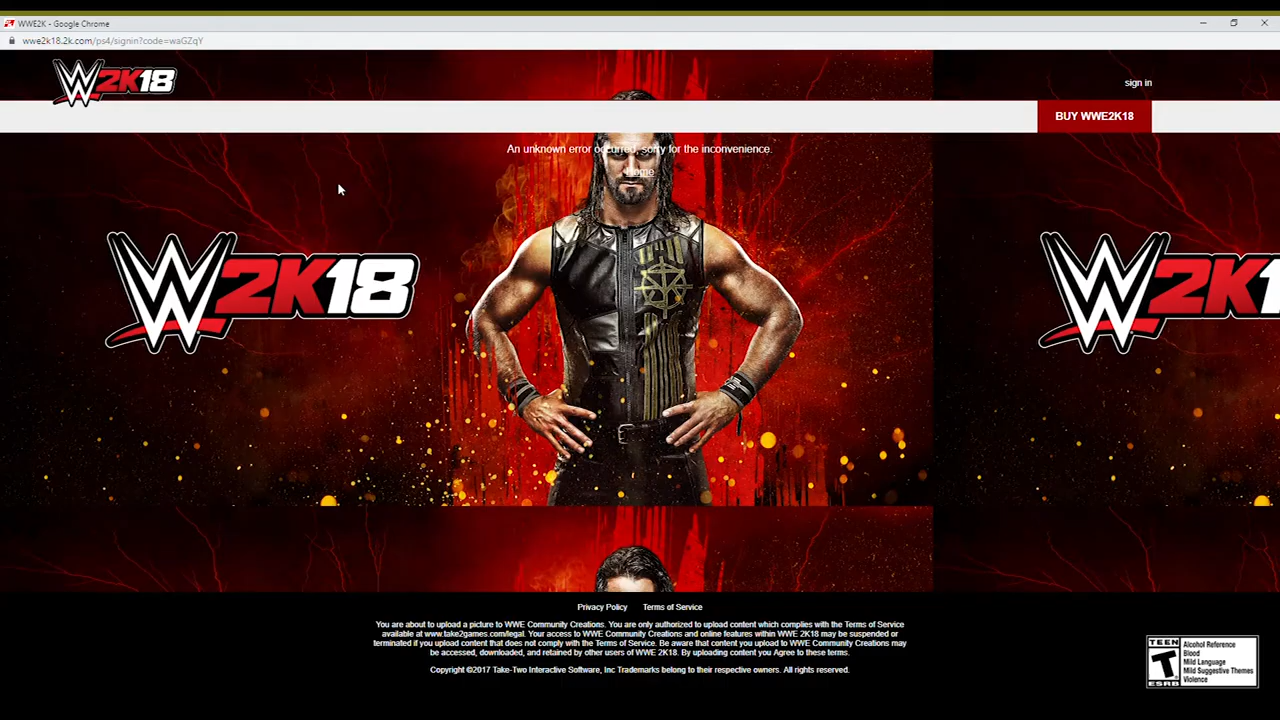 WWE2K - Google Chrome
wwe2k18.2k.com/ps4/signin?code=waGZqY
W 2K18
sign in
BUY WWE2K18
An unknown error occurred, sorry for the inconvenience.
Home
W 2K18
W 2K1
Privacy Policy Terms of Service
You are about to upload a picture to WWE Community Creations. You are only authorized to upload content which complies with the Terms of Service
available at www.take2games.com/legal. Your access to WWE Community Creations and online features within WWE 2K18 may be suspended or
terminated if you upload content that does not comply with the Terms of Service. Be aware that content you upload to WWE Community Creations may
be accessed, downloaded, and retained by other users of WWE 2K18. By uploading content you Agree to these terms.
Copyright ©2017 Take-Two Interactive Software, Inc Trademarks belong to their respective owners. All rights reserved.
TEEN
T
ESRB
Alcohol Reference
Blood
Mild Language
Mild Suggestive Themes
Violence